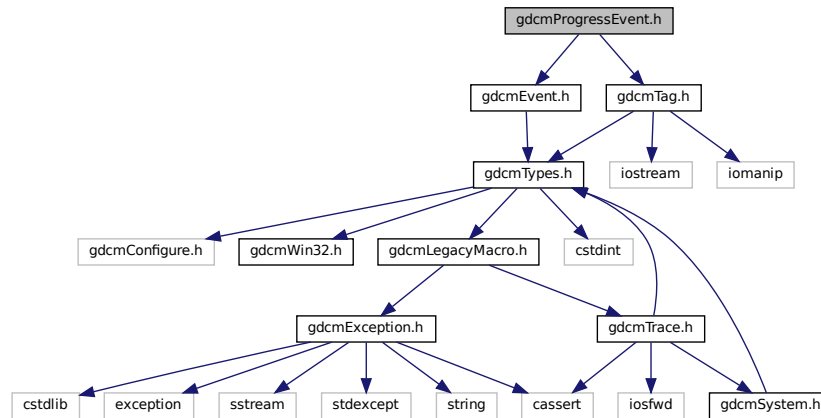 gdcmProgressEvent.h
gdcmEvent.h
gdcmTag.h
gdcmTypes.h
iostream
iomanip
gdcmConfigure.h
gdcmWin32.h
gdcmLegacyMacro.h
cstdint
gdcmException.h
gdcmTrace.h
cstdlib
exception
sstream
stdexcept
string
cassert
iosfwd
gdcmSystem.h